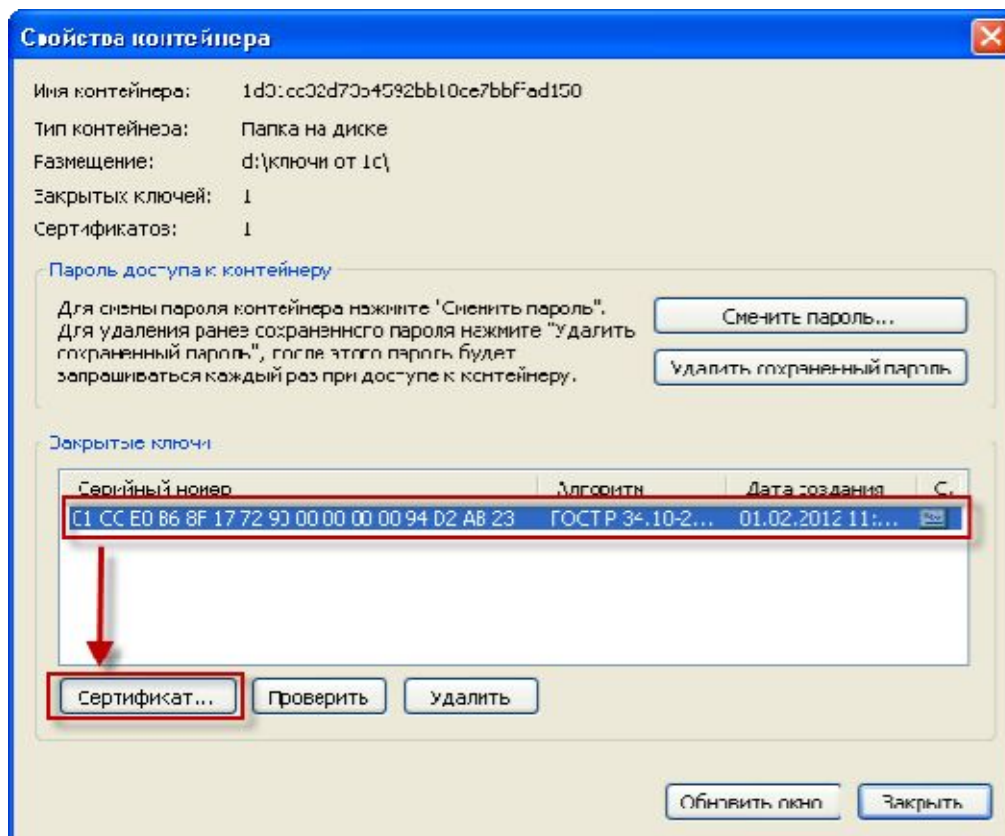 Свойства контейнера
Имя контейнера:
Тип контейнера: Папка на диске
Размещение: d:\ключи от 1с\
Закрытых ключей: 1
Сертификатов: 1
Пароль доступа к контейнеру
Для смены пароля контейнера нажмите "Сменить пароль".
Для удаления ранее сохраненного пароля нажмите "Удалить
сохраненный пароль", после этого пароль будет
запрашиваться каждый раз при доступе к контейнеру.
Сменить пароль...
Удалить сохраненный пароль
Закрытые ключи
Серийный номер Алгоритм Дата создания С.
C1 CC E0 B6 8F 17 72 90 00 00 00 00 94 D2 AB 23 ГОСТ Р 34.10-2... 01.02.2012 11:...
Сертификат... Проверить Удалить
Обновить окно Закрыть